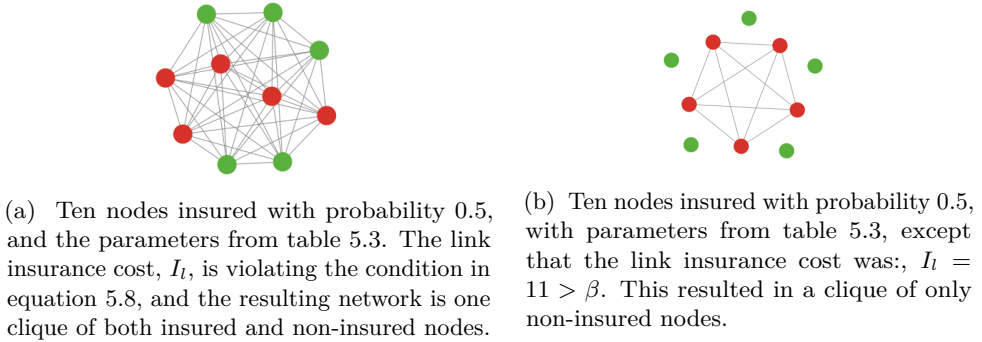 (a) Ten nodes insured with probability 0.5,
and the parameters from table 5.3. The link
insurance cost, I_l, is violating the condition in
equation 5.8, and the resulting network is one
clique of both insured and non-insured nodes.
(b) Ten nodes insured with probability 0.5,
with parameters from table 5.3, except
that the link insurance cost was:, I_l =
11 > β. This resulted in a clique of only
non-insured nodes.